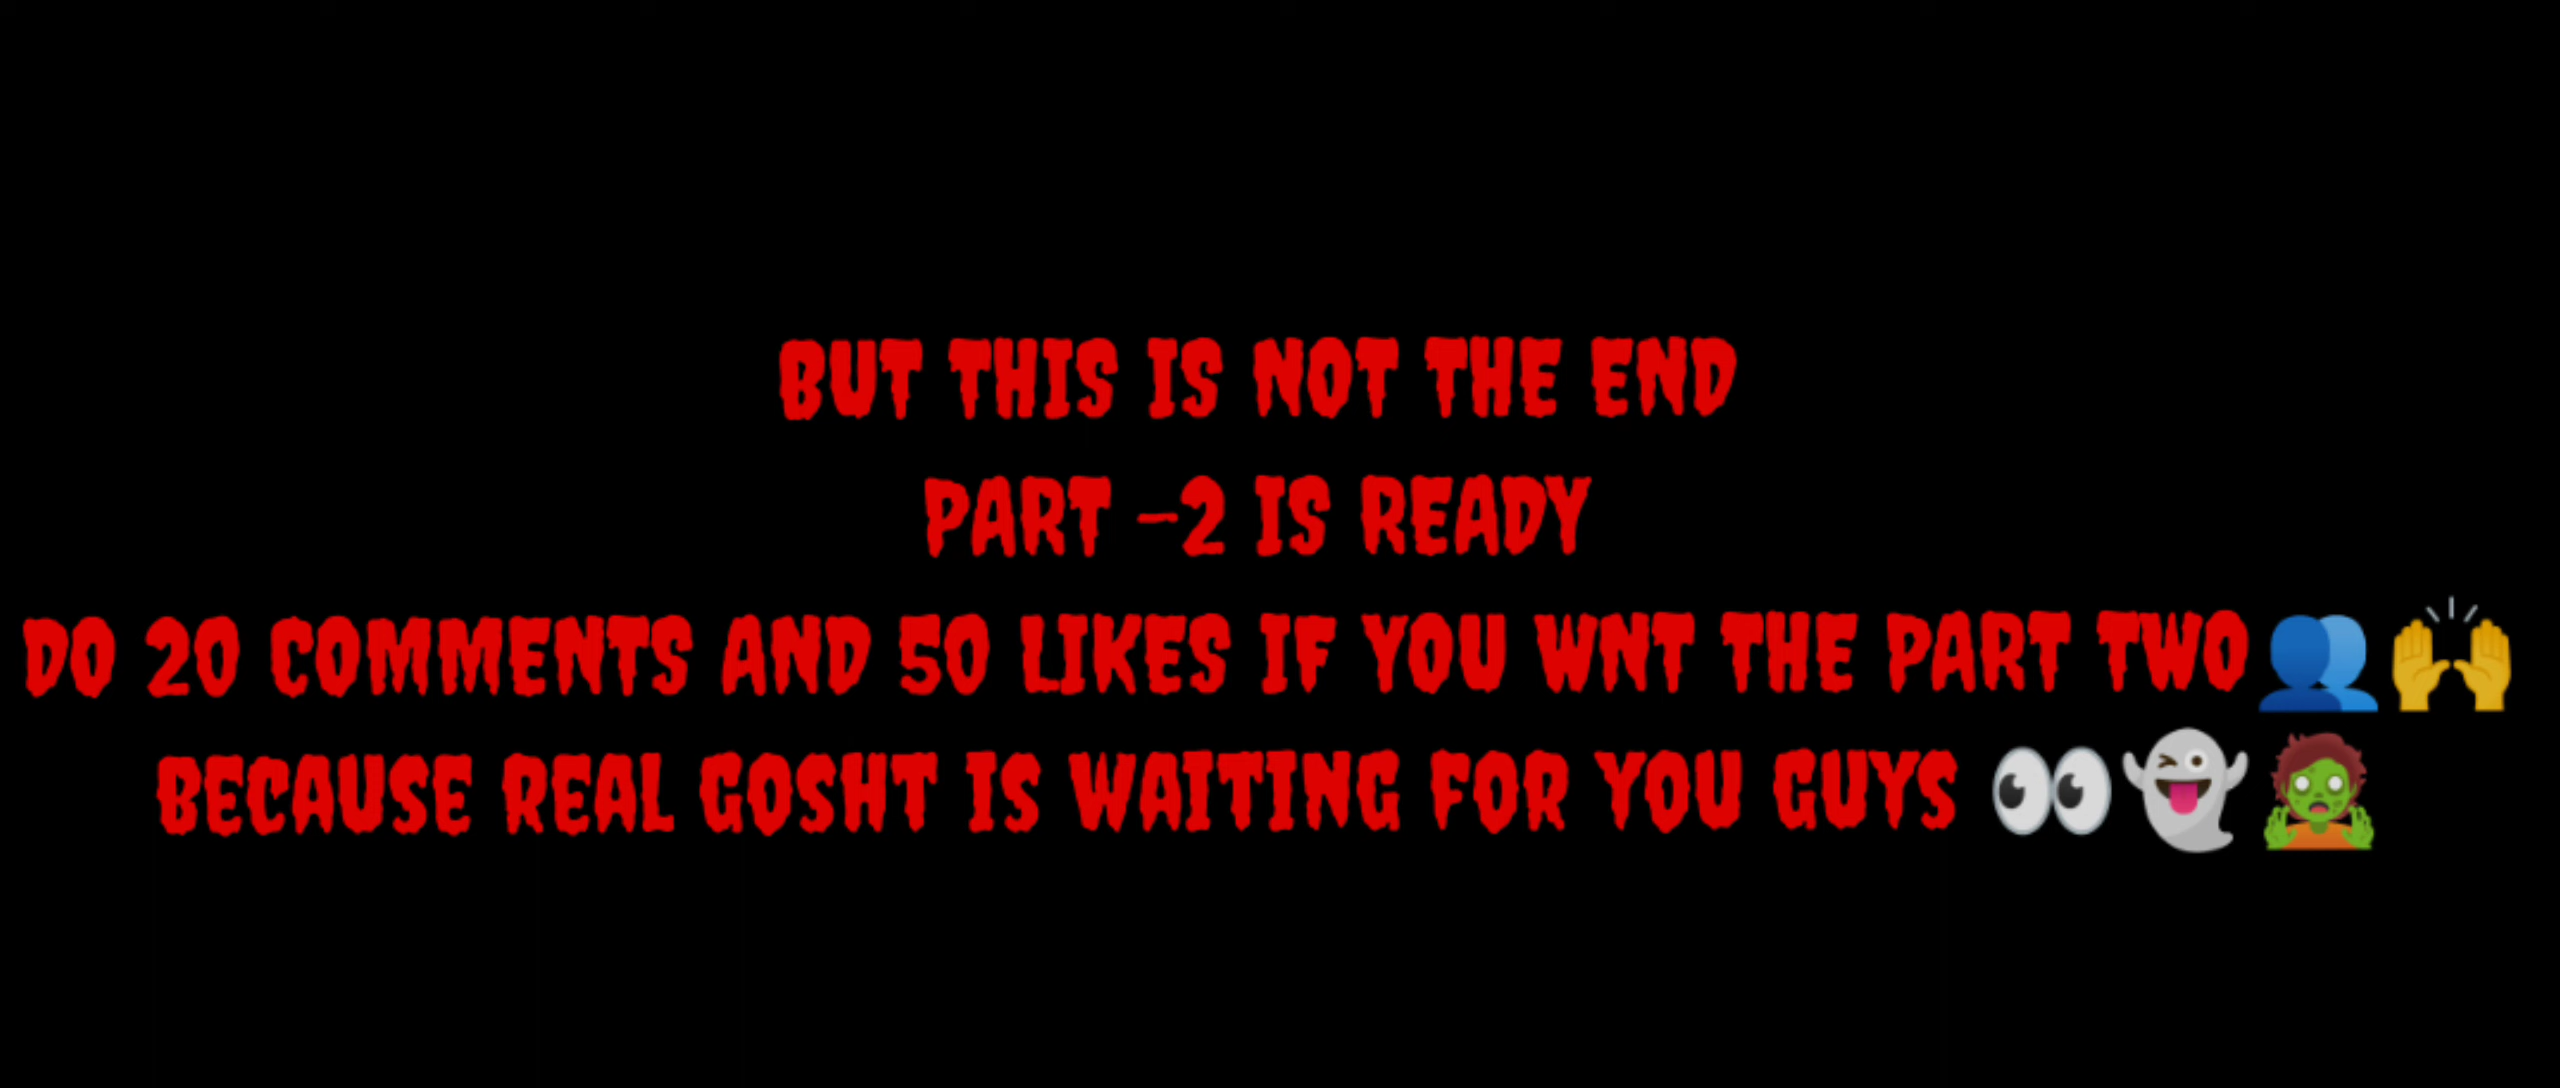 BUT THIS IS NOT THE END
PART -2 IS READY
DO 20 COMMENTS AND 50 LIKES IF YOU WNT THE PART TWO👥🙌
BECAUSE REAL GOSHT IS WAITING FOR YOU GUYS 👀👻🧟